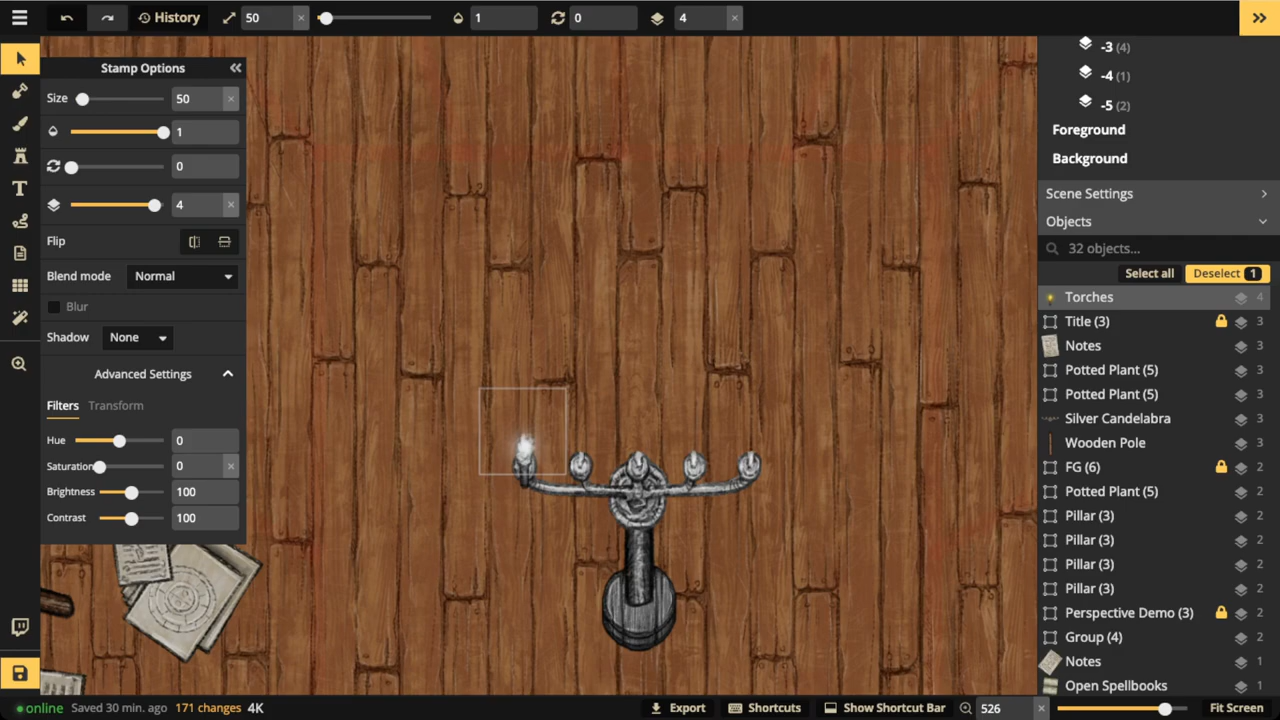 History 50 × 1 0 4 ×
Stamp Options
Size 50 ×
1
0
4 ×
Flip
Blend mode Normal
Blur
Shadow None
Advanced Settings
Filters Transform
Hue 0
Saturation 0 ×
Brightness 100
Contrast 100
-3 (4)
-4 (1)
-5 (2)
Foreground
Background
Scene Settings
Objects
32 objects...
Select all Deselect 1
Torches 4
Title (3) 3
Notes 3
Potted Plant (5) 3
Potted Plant (5) 3
Silver Candelabra 3
Wooden Pole 3
FG (6) 2
Potted Plant (5) 2
Pillar (3) 2
Pillar (3) 2
Pillar (3) 2
Pillar (3) 2
Perspective Demo (3) 2
Group (4) 2
Notes 1
Open Spellbooks 1
online Saved 30 min. ago 171 changes 4K Export Shortcuts Show Shortcut Bar 526 × Fit Screen